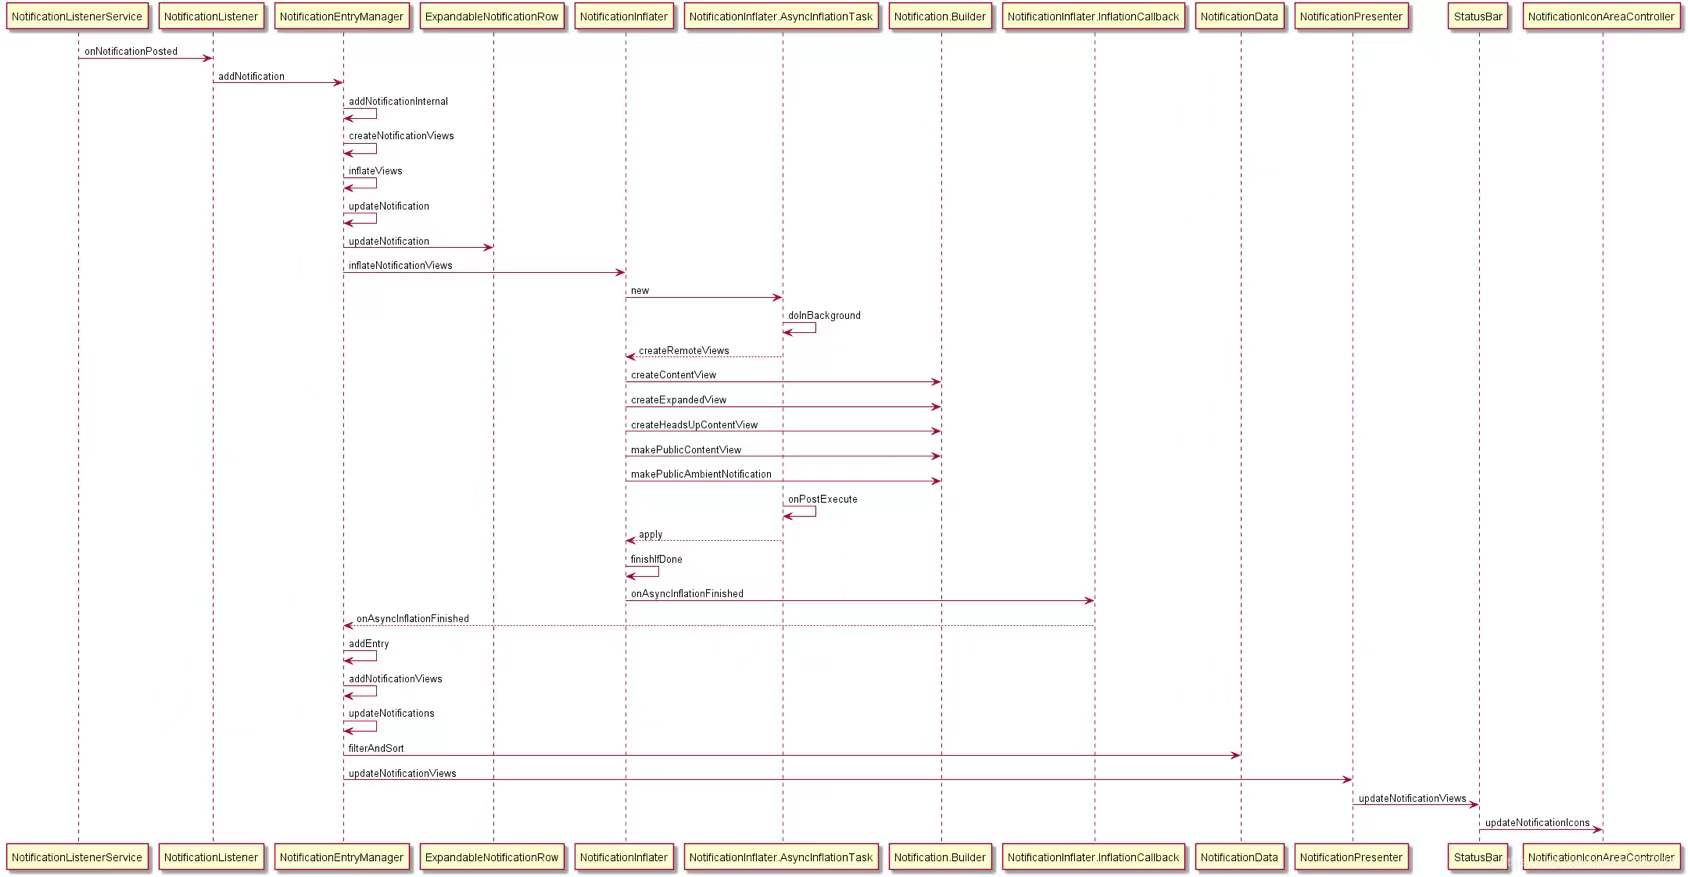 NotificationListenerService NotificationListener NotificationEntryManager ExpandableNotificationRow NotificationInflater NotificationInflater.AsyncInflationTask Notification.Builder NotificationInflater.InflationCallback NotificationData NotificationPresenter StatusBar NotificationIconAreaController
onNotificationPosted
addNotification
addNotificationInternal
createNotificationViews
inflateViews
updateNotification
updateNotification
inflateNotificationViews
new
doInBackground
createRemoteViews
createContentView
createExpandedView
createHeadsUpContentView
makePublicContentView
makePublicAmbientNotification
onPostExecute
apply
finishIfDone
onAsyncInflationFinished
onAsyncInflationFinished
addEntry
addNotificationViews
updateNotifications
filterAndSort
updateNotificationViews
updateNotificationViews
updateNotificationIcons
NotificationListenerService NotificationListener NotificationEntryManager ExpandableNotificationRow NotificationInflater NotificationInflater.AsyncInflationTask Notification.Builder NotificationInflater.InflationCallback NotificationData NotificationPresenter StatusBar NotificationIconAreaController